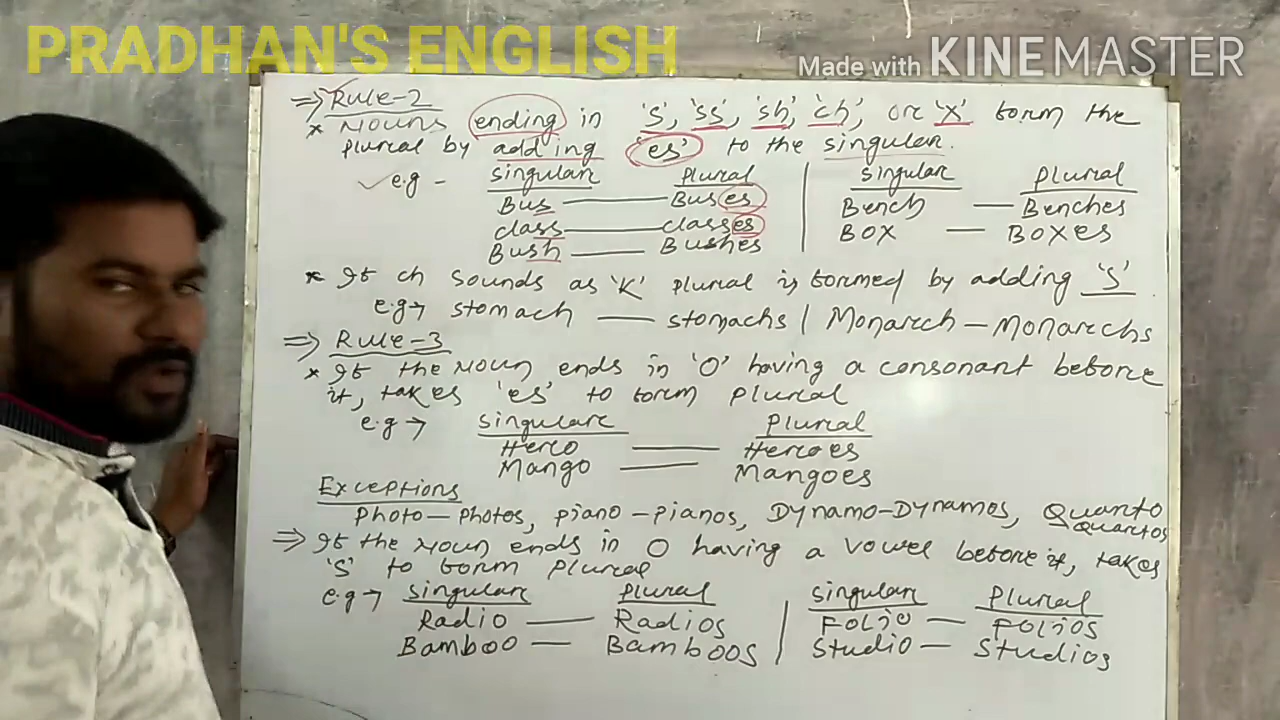 PRADHAN'S ENGLISH
Made with KINEMASTER
⇒ Rule-2
* Nouns ending in 's', 'ss', 'sh', 'ch', or 'x' form the
plural by adding 'es' to the singular.
e.g - singular plural | singular plural
Bus — Buses | Bench — Benches
class — classes | BOX — BOXES
Bush — Bushes
* If ch sounds as 'K' plural is formed by adding 's'.
e.g → stomach — stomachs | Monarch — Monarchs
⇒ Rule-3
* If the noun ends in 'O' having a consonant before
it, takes 'es' to form plural
e.g → singular plural
Hero — Heroes
Mango — Mangoes
Exceptions
Photo — Photos, piano - pianos, Dynamo - Dynamos, Quanto
Quantos
⇒ If the noun ends in O having a vowel before it, takes
's' to form plural
e.g → singular plural | singular plural
Radio — Radios | FOLIO — FOLIOS
Bamboo — Bamboos | Studio — Studios